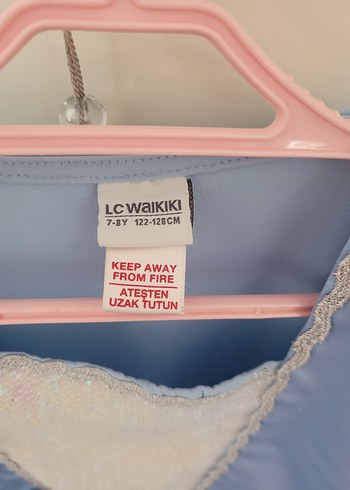 LC WAIKIKI
7-8Y 122-128CM
KEEP AWAY
FROM FIRE
ATEŞTEN
UZAK TUTUN